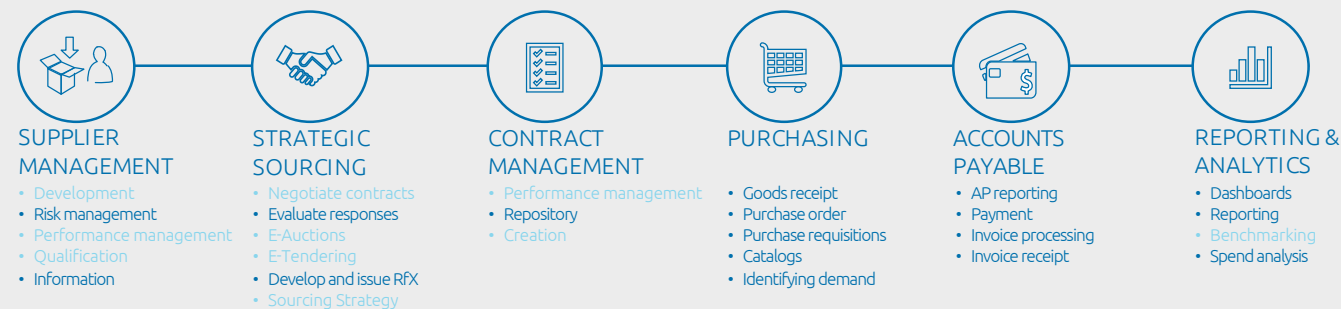 SUPPLIER
MANAGEMENT
• Development
• Risk management
• Performance management
• Qualification
• Information
STRATEGIC
SOURCING
• Negotiate contracts
• Evaluate responses
• E-Auctions
• E-Tendering
• Develop and issue RfX
• Sourcing Strategy
CONTRACT
MANAGEMENT
• Performance management
• Repository
• Creation
PURCHASING
• Goods receipt
• Purchase order
• Purchase requisitions
• Catalogs
• Identifying demand
$
ACCOUNTS
PAYABLE
• AP reporting
• Payment
• Invoice processing
• Invoice receipt
REPORTING &
ANALYTICS
• Dashboards
• Reporting
• Benchmarking
• Spend analysis